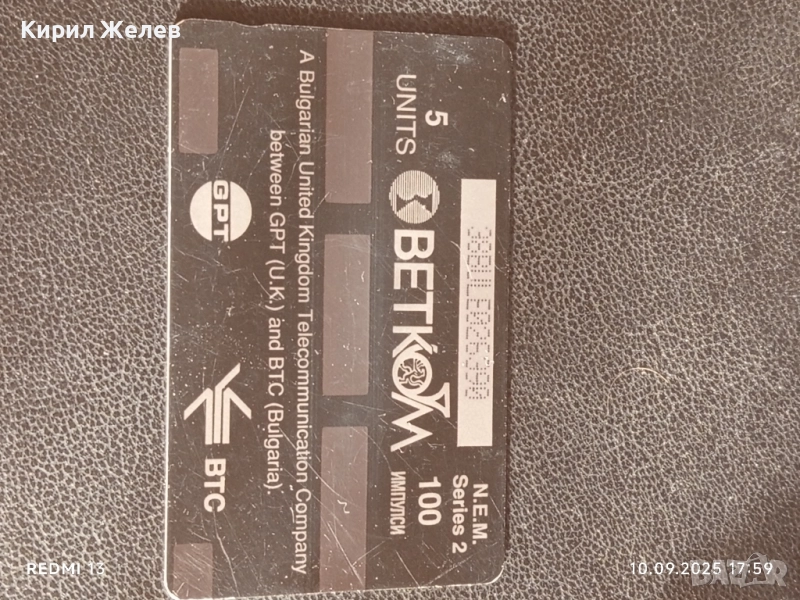 Кирил Желев
5
UNITS
BETKOM
N.E.M.
Series 2
100
ИМПУЛСИ
A Bulgarian United Kingdom Telecommunication Company
between GPT (U.K.) and BTC (Bulgaria).
GPT
BTC
REDMI 13
10.09.2025 17:59